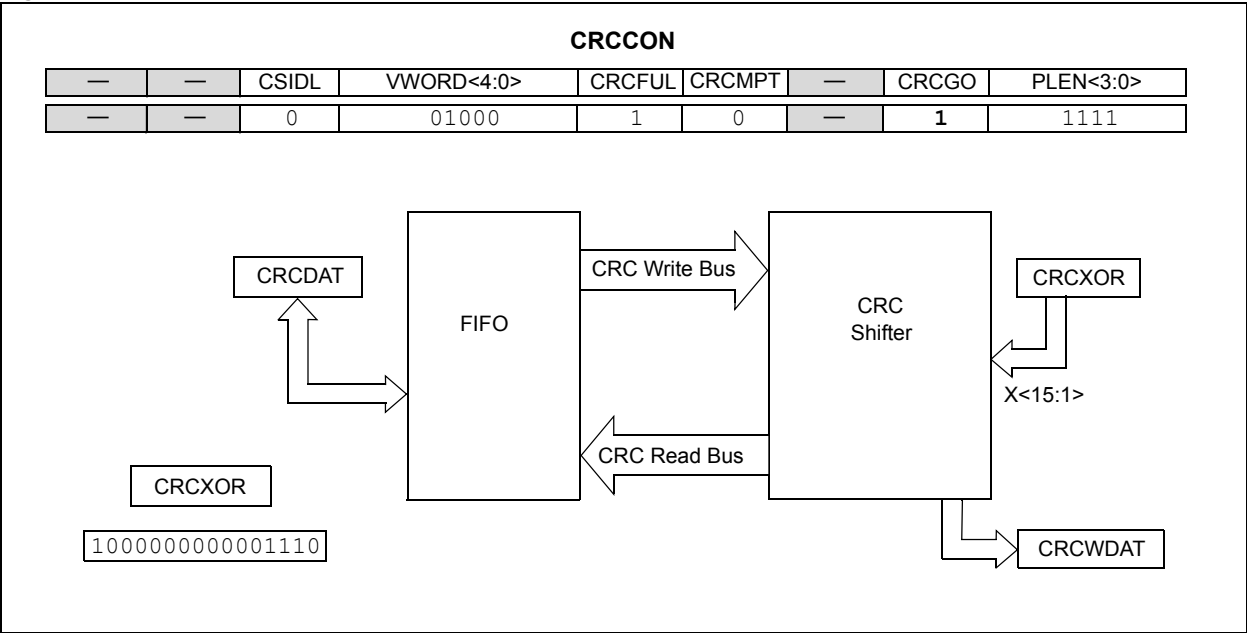 CRCCON
— — CSIDL VWORD<4:0> CRCFUL CRCMPT — CRCGO PLEN<3:0>
— — 0 01000 1 0 — 1 1111
CRC Write Bus
CRCDAT
CRCXOR
FIFO
CRC
Shifter
X<15:1>
CRC Read Bus
CRCXOR
1000000000001110
CRCWDAT